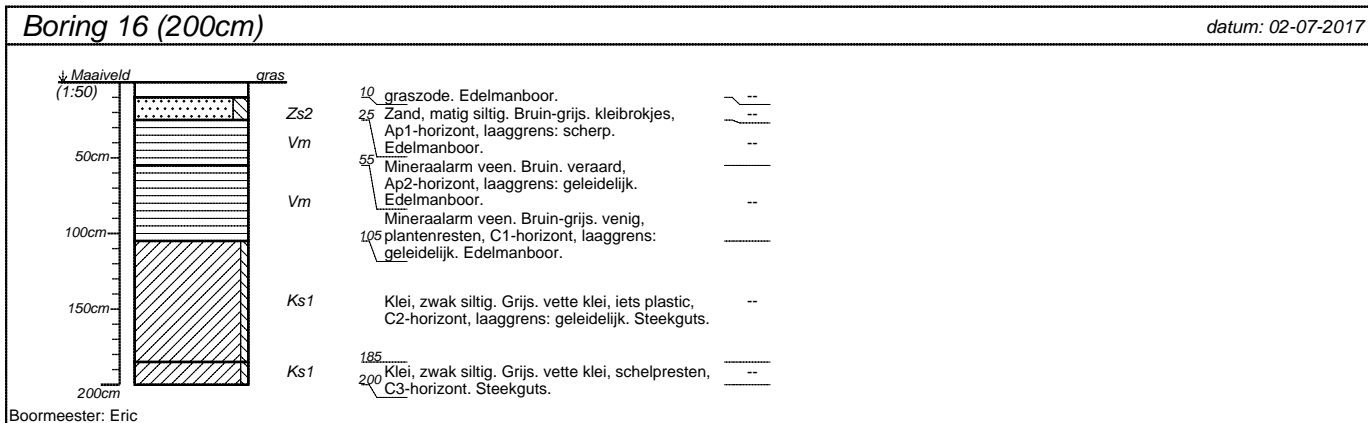 Boring 16 (200cm)
datum: 02-07-2017
Maaiveld
gras
(1:50)
10 graszode. Edelmanboor. --
Zs2
25 Zand, matig siltig. Bruin-grijs. kleibrokjes, --
Ap1-horizont, laaggrens: scherp.
Edelmanboor.
Vm
--
50cm
55
Mineraalarm veen. Bruin. veraard,
Ap2-horizont, laaggrens: geleidelijk.
Edelmanboor.
Vm
--
Mineraalarm veen. Bruin-grijs. venig,
100cm
105 plantenresten, C1-horizont, laaggrens:
geleidelijk. Edelmanboor.
Ks1
Klei, zwak siltig. Grijs. vette klei, iets plastic, --
150cm
C2-horizont, laaggrens: geleidelijk. Steekguts.
185
Ks1
Klei, zwak siltig. Grijs. vette klei, schelpresten, --
200 C3-horizont. Steekguts.
200cm
Boormeester: Eric